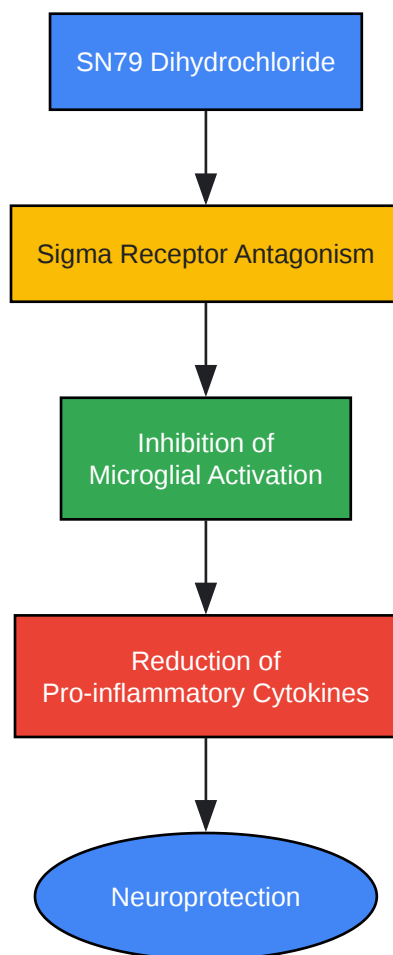 SN79 Dihydrochloride
Sigma Receptor Antagonism
Inhibition of
Microglial Activation
Reduction of
Pro-inflammatory Cytokines
Neuroprotection